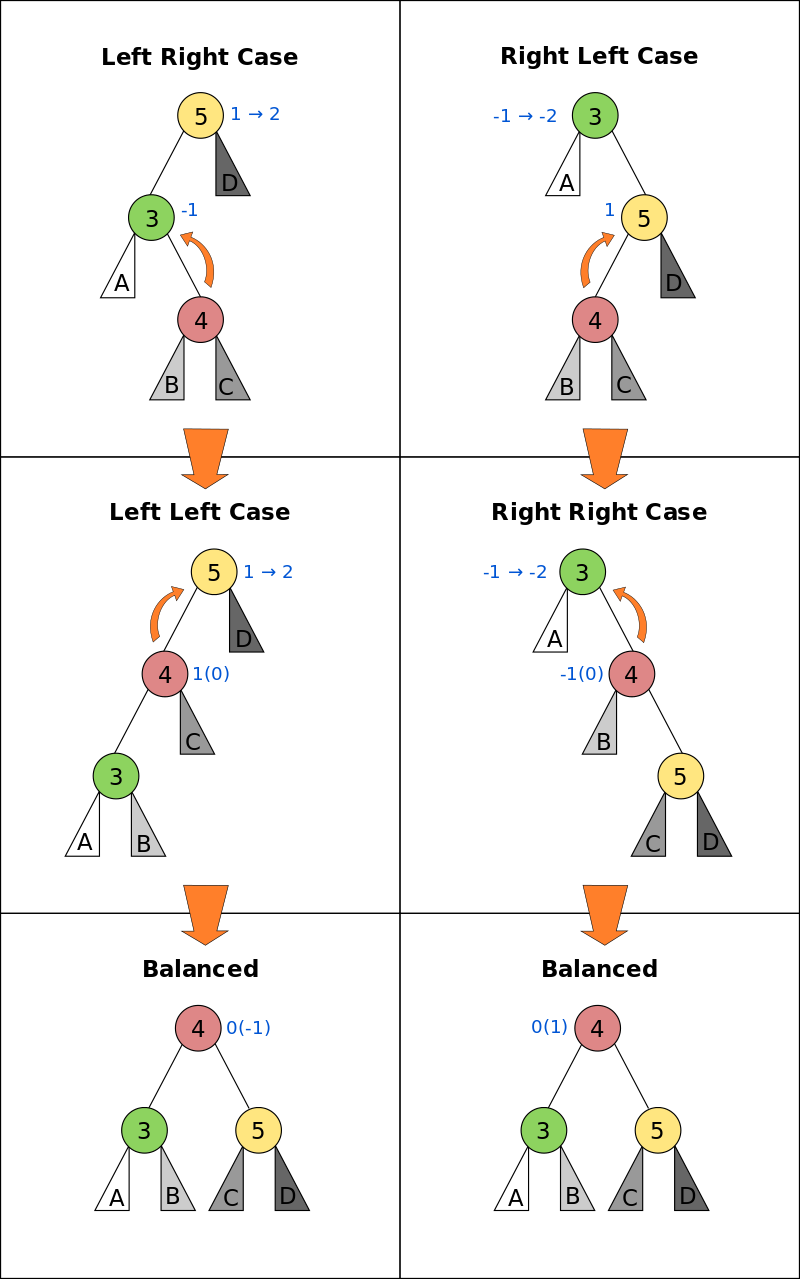 Left Right Case
5 1 → 2
D
3 -1
A
4
B C
Right Left Case
-1 → -2 3
A
1 5
D
4
B C
Left Left Case
5 1 → 2
D
4 1(0)
C
3
A B
Right Right Case
-1 → -2 3
A
-1(0) 4
B
5
C D
Balanced
4 0(-1)
3 5
A B C D
Balanced
0(1) 4
3 5
A B C D